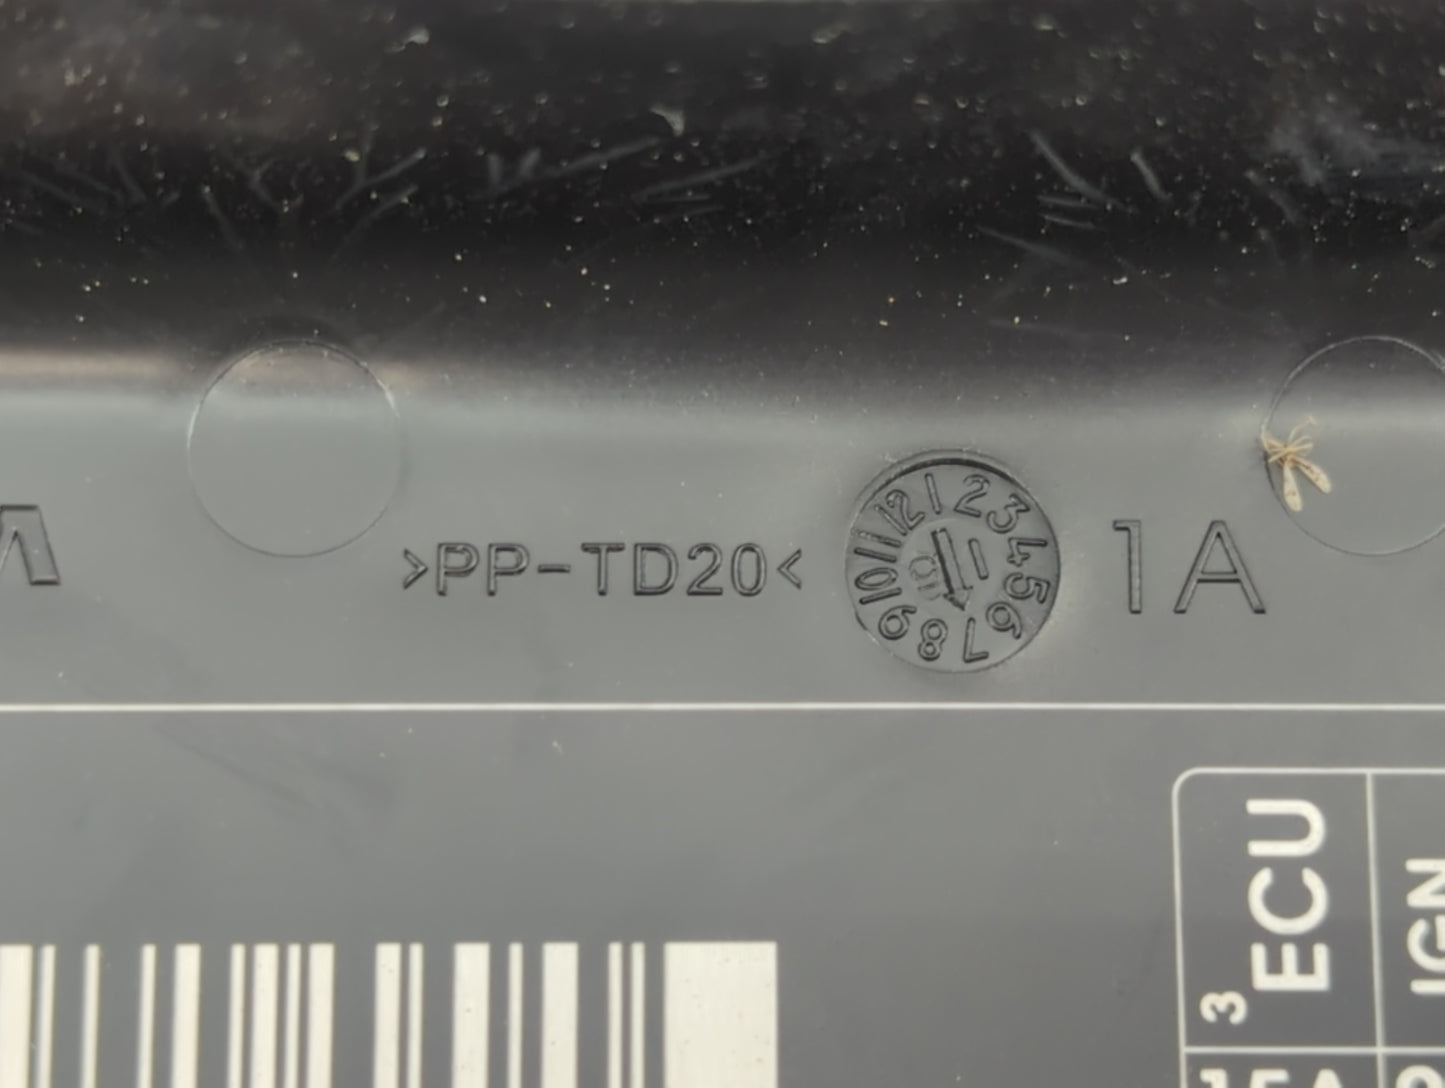 >PP-TD20<
1 2 3 4 5 6 7 8 9 10 11 12
1A
3 ECU
IGN